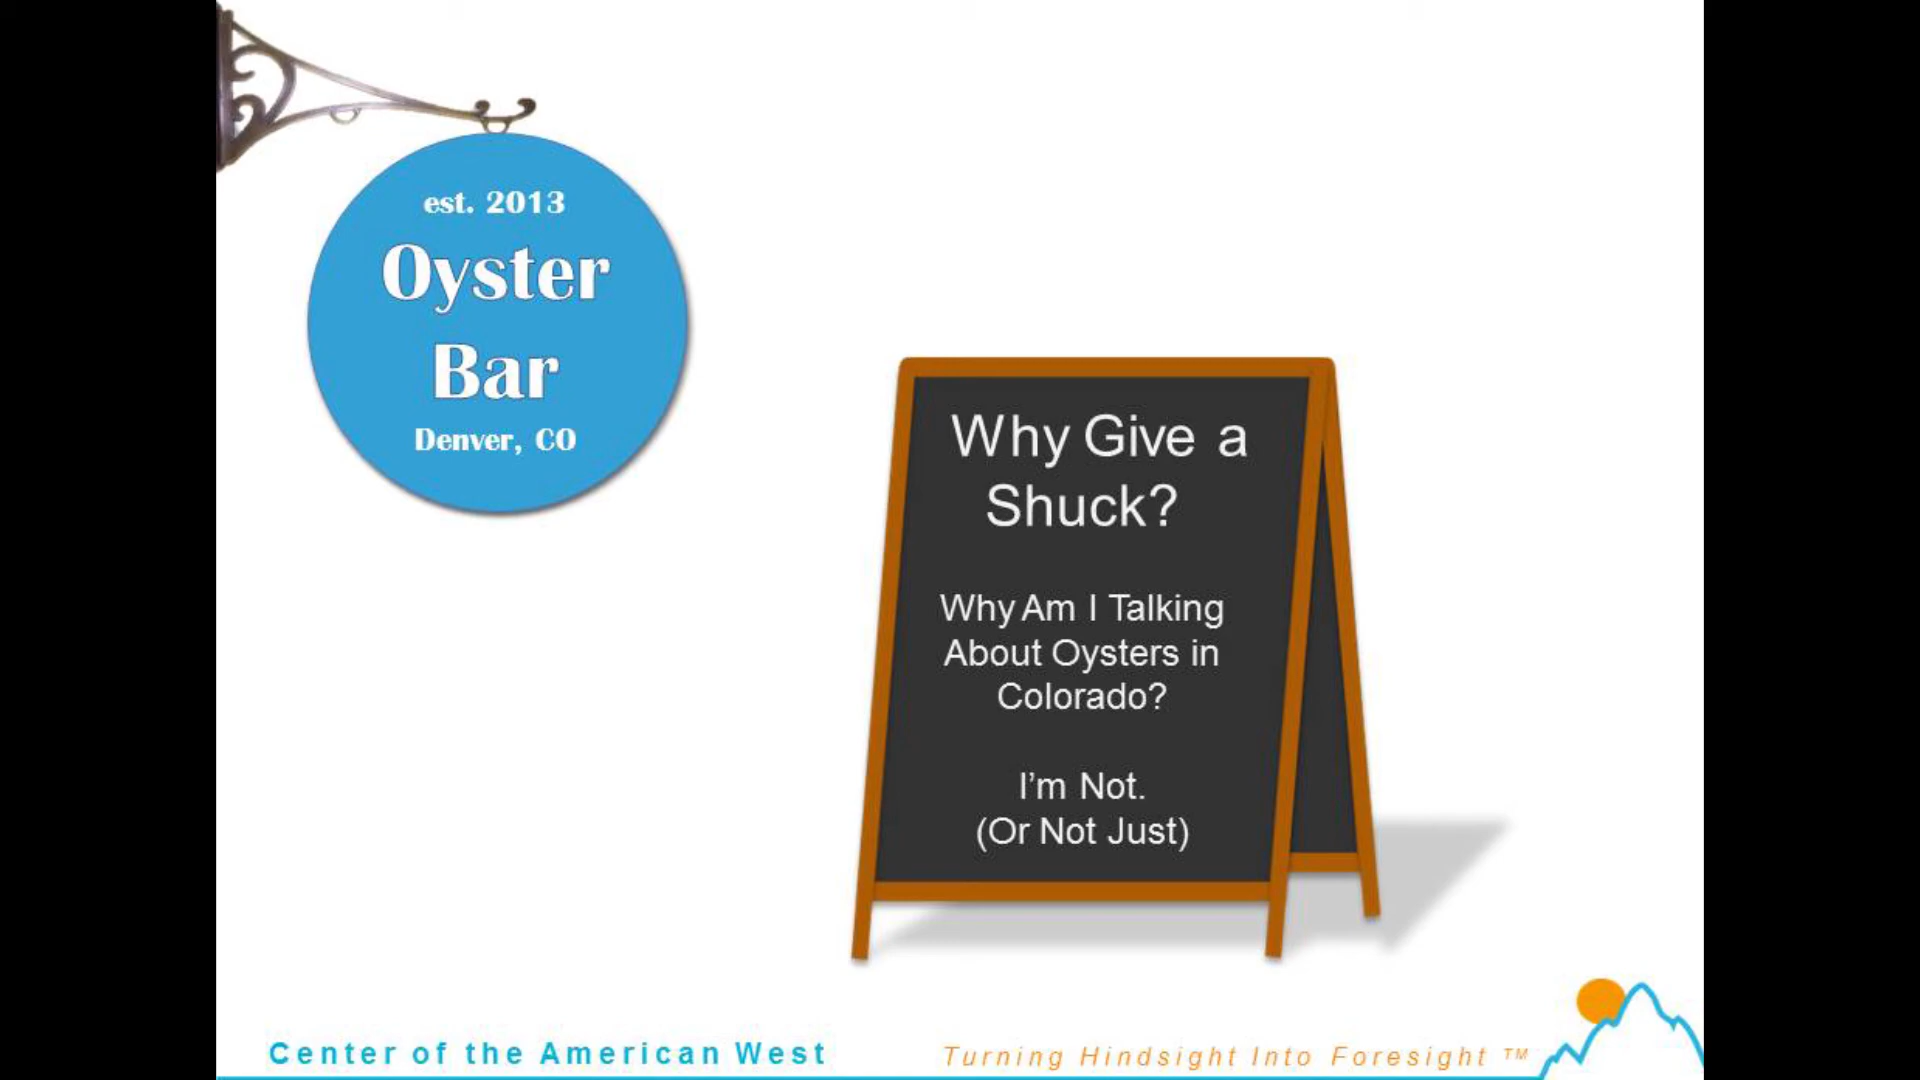 est. 2013
Oyster
Bar
Denver, CO
Why Give a
Shuck?
Why Am I Talking
About Oysters in
Colorado?
I'm Not.
(Or Not Just)
Center of the American West
Turning Hindsight Into Foresight ™